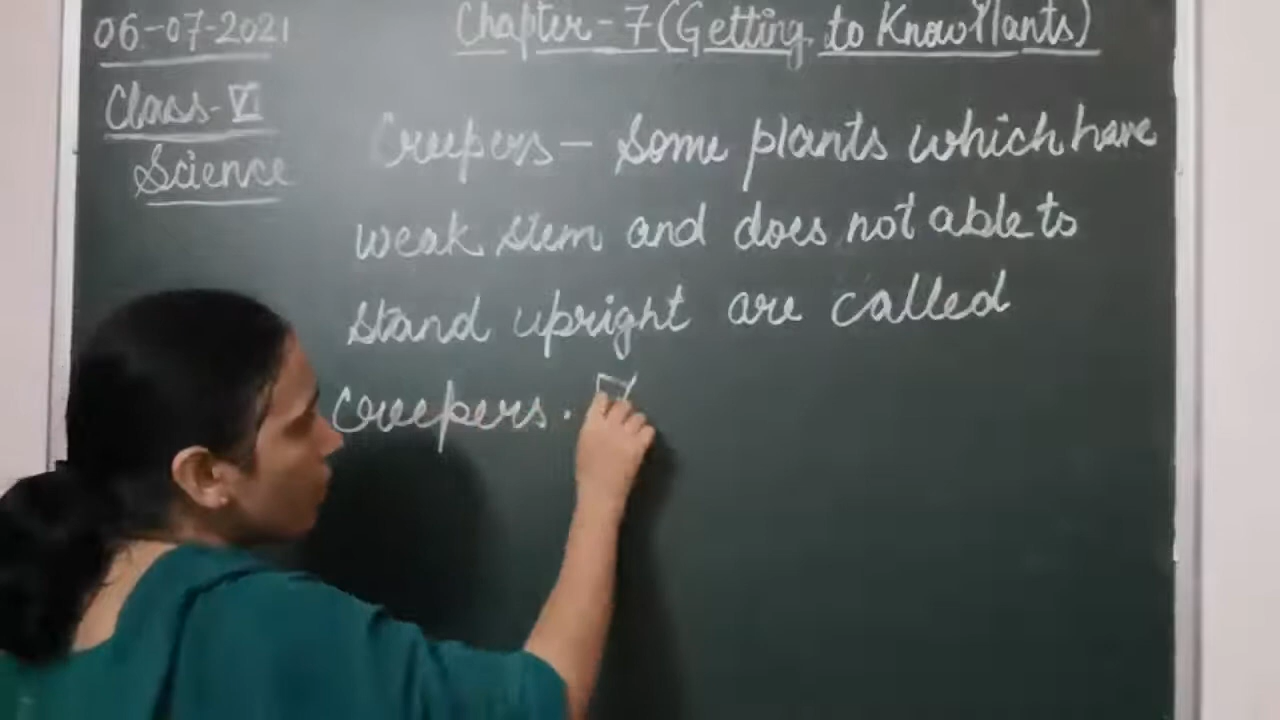 06-07-2021
Chapter-7(Getting to Know Plants)
Class-VI
Science
Creepers- Some plants which have
weak stem and does not able to
stand upright are called
creepers.